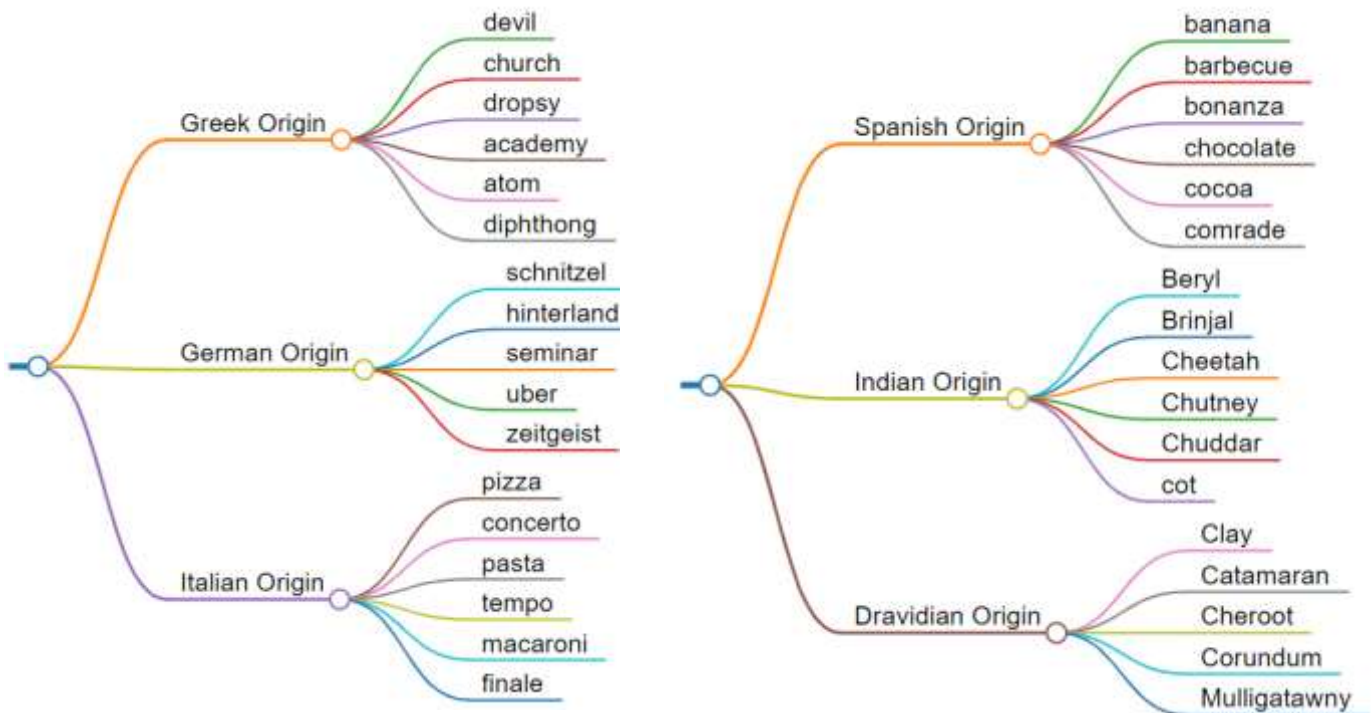 Greek Origin
devil
church
dropsy
academy
atom
diphthong
German Origin
schnitzel
hinterland
seminar
uber
zeitgeist
Italian Origin
pizza
concerto
pasta
tempo
macaroni
finale
Spanish Origin
banana
barbecue
bonanza
chocolate
cocoa
comrade
Indian Origin
Beryl
Brinjal
Cheetah
Chutney
Chuddar
cot
Dravidian Origin
Clay
Catamaran
Cheroot
Corundum
Mulligatawny